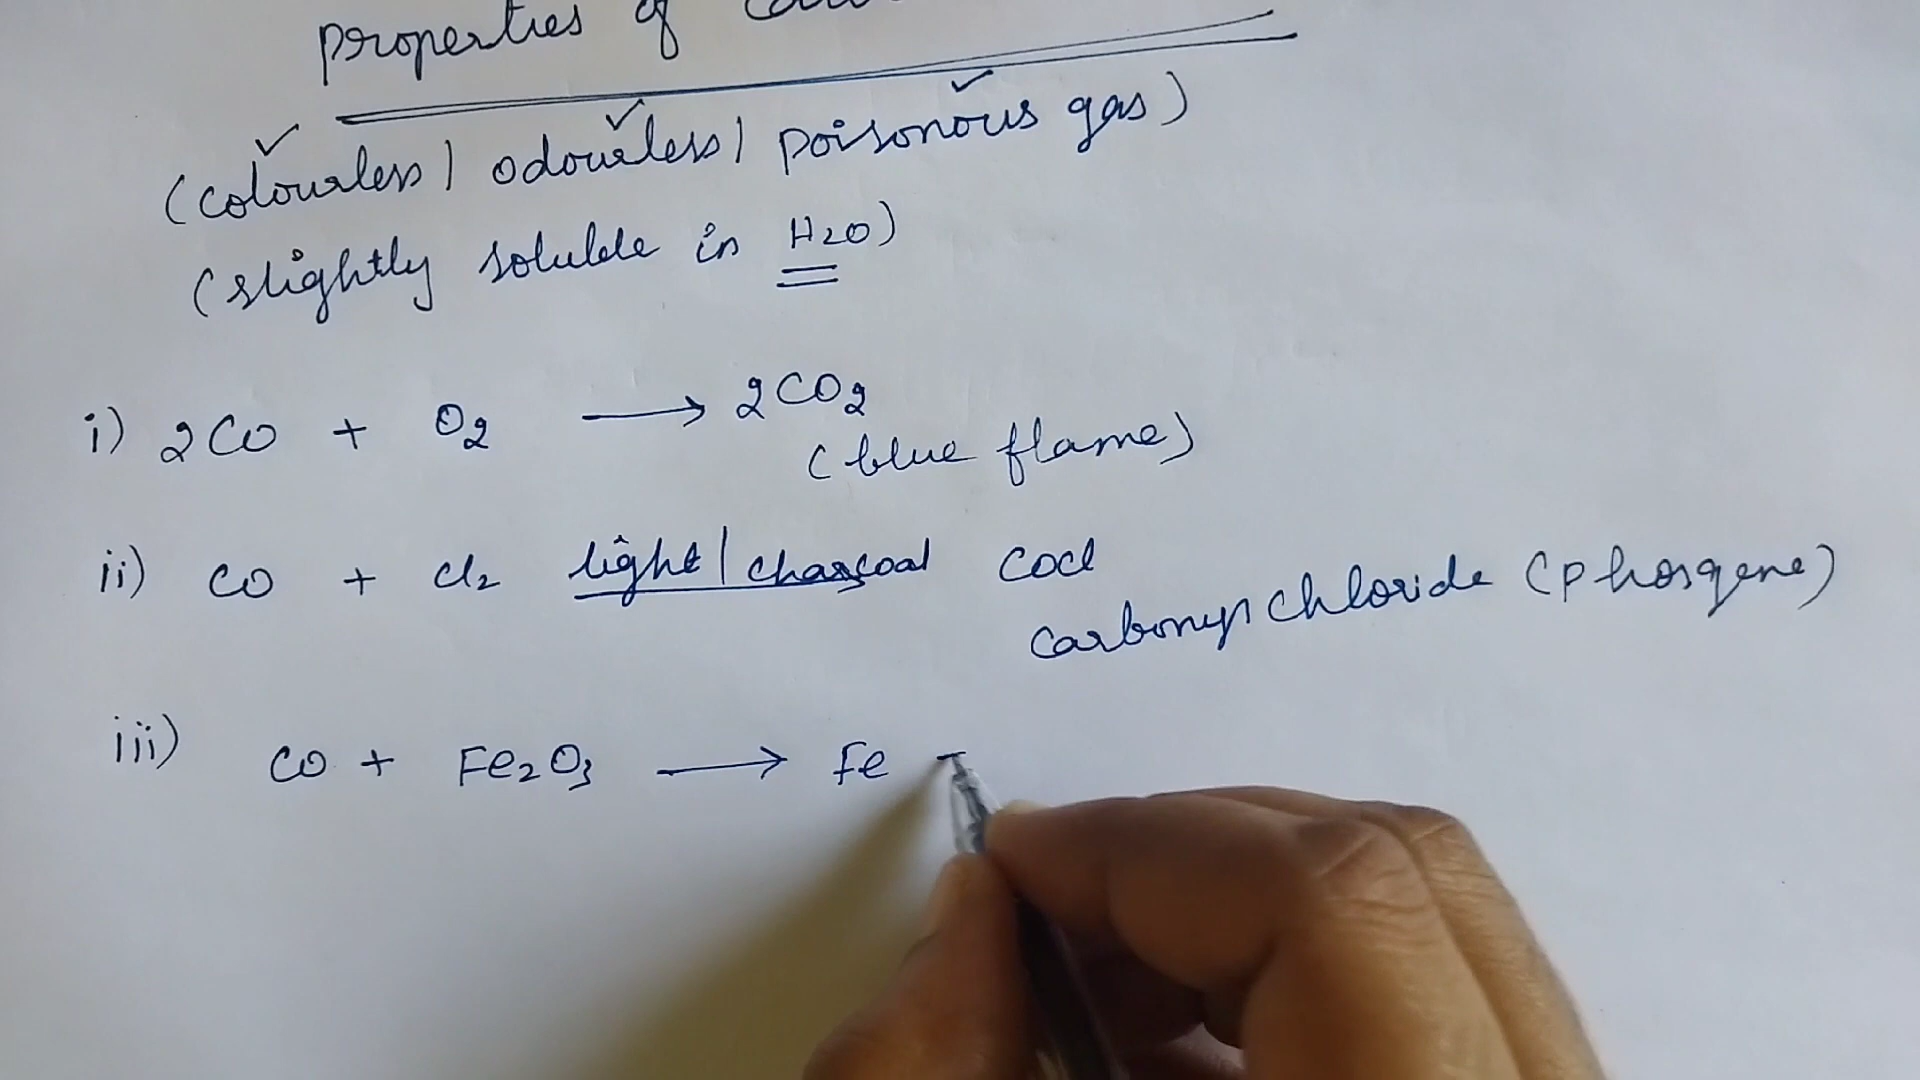 Properties of
(colourless | odourless | poisonous gas)
(slightly soluble in H2O)
i) 2CO + O2 ⟶ 2CO2
(blue flame)
ii) CO + Cl2 light | charcoal COCl
Carbonyl chloride (phosgene)
iii) CO + Fe2O3 ⟶ Fe